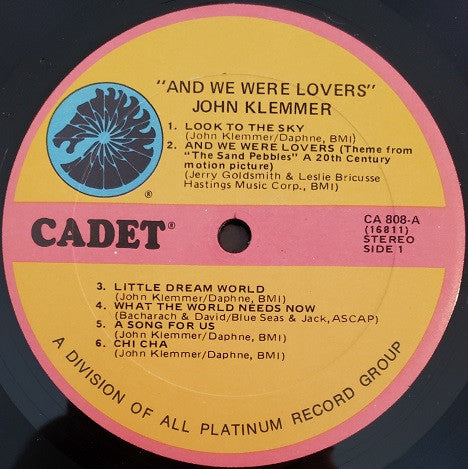 "AND WE WERE LOVERS"
JOHN KLEMMER
1. LOOK TO THE SKY
(John Klemmer/Daphne, BMI)
2. AND WE WERE LOVERS (Theme from
"The Sand Pebbles" A 20th Century
motion picture)
(Jerry Goldsmith & Leslie Bricusse
Hastings Music Corp., BMI)
®
CADET®
CA 808-A
(16811)
STEREO
SIDE 1
3. LITTLE DREAM WORLD
(John Klemmer/Daphne, BMI)
4. WHAT THE WORLD NEEDS NOW
(Bacharach & David/Blue Seas & Jack, ASCAP)
5. A SONG FOR US
(John Klemmer/Daphne, BMI)
6. CHI CHA
(John Klemmer/Daphne, BMI)
A DIVISION OF ALL PLATINUM RECORD GROUP